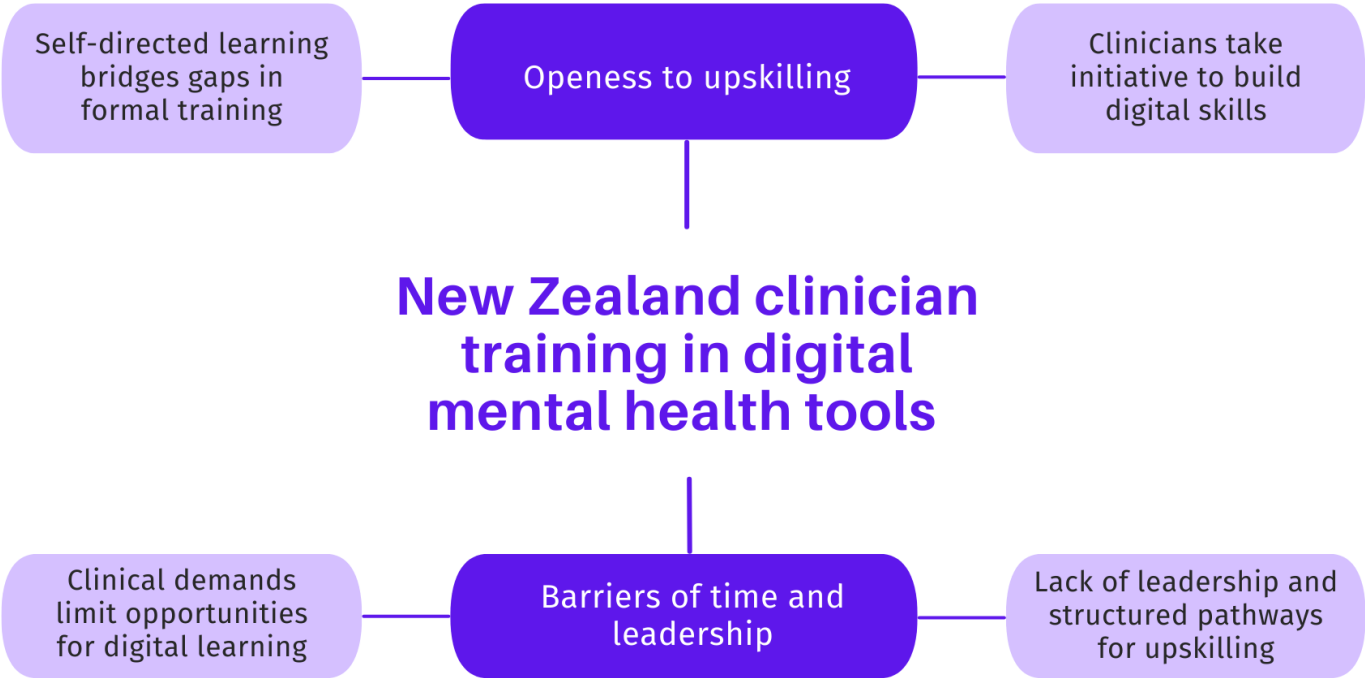 Self-directed learning
bridges gaps in
formal training
Openess to upskilling
Clinicians take
initiative to build
digital skills
New Zealand clinician
training in digital
mental health tools
Clinical demands
limit opportunities
for digital learning
Barriers of time and
leadership
Lack of leadership and
structured pathways
for upskilling